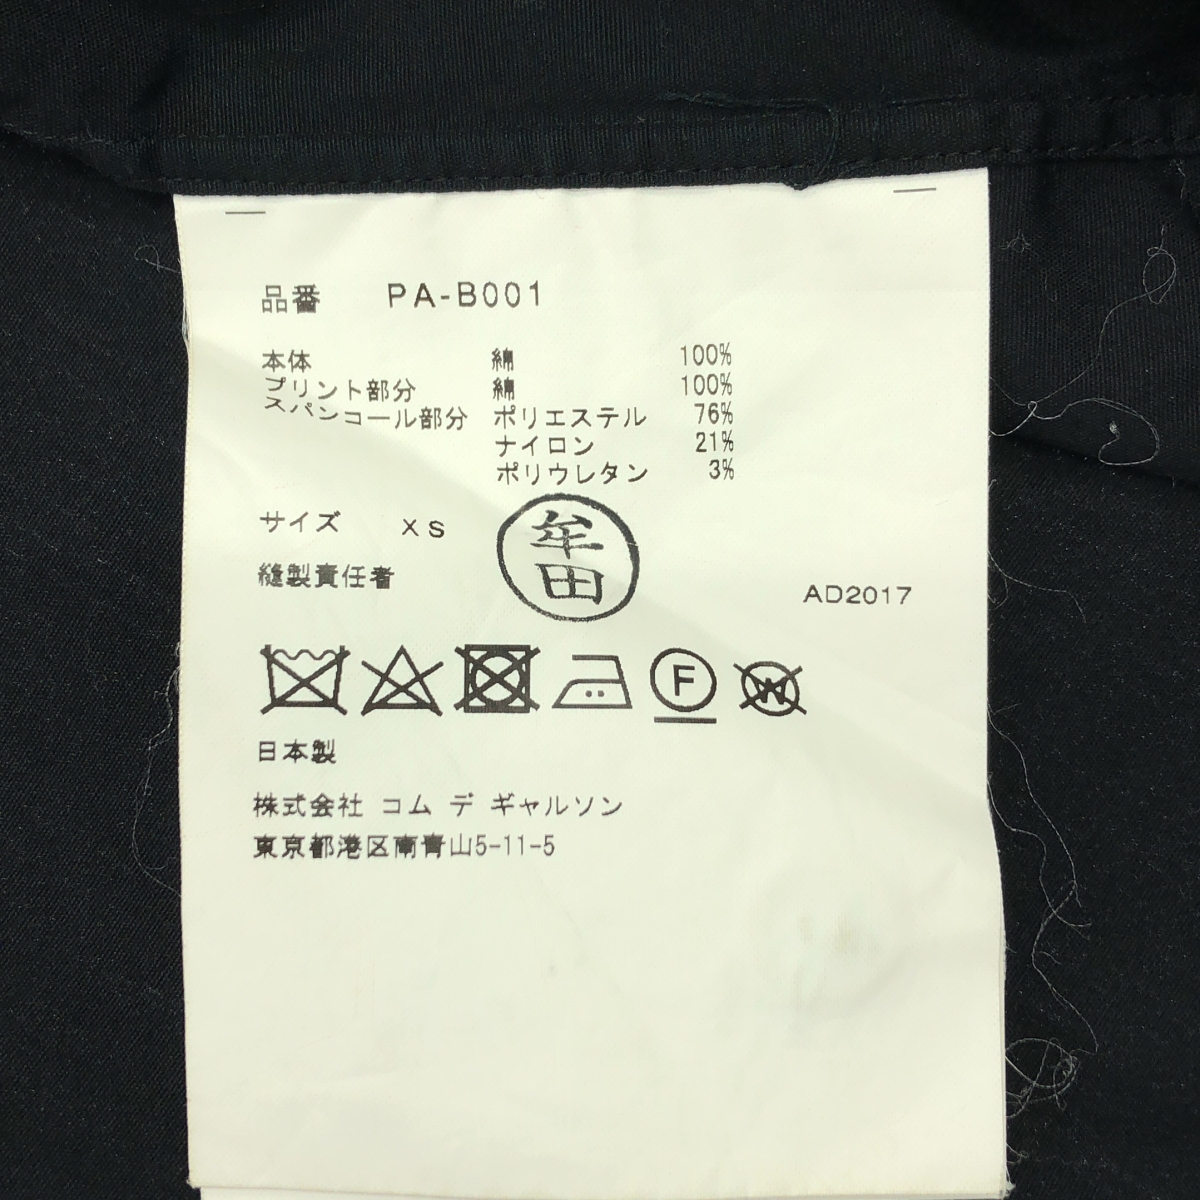 品番 PA-B001
本体 綿 100%
プリント部分 綿 100%
スパンコール部分 ポリエステル 76%
ナイロン 21%
ポリウレタン 3%
サイズ XS
牟田
縫製責任者
AD2017
F
W
日本製
株式会社 コム デ ギャルソン
東京都港区南青山5-11-5